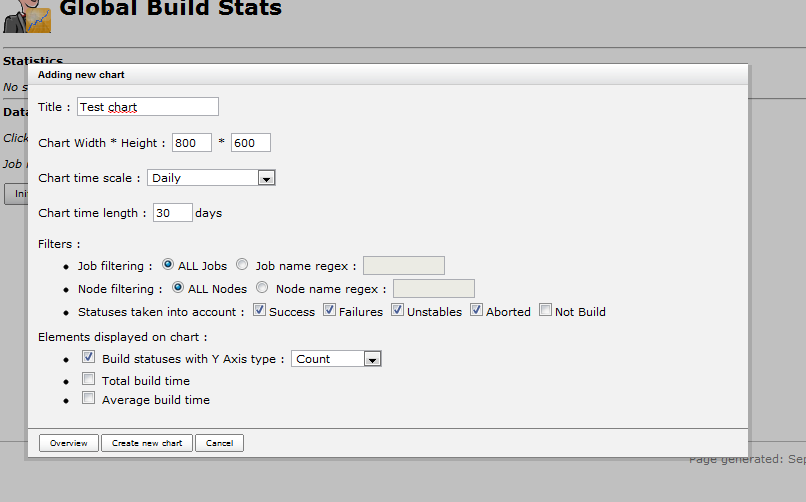 Global Build Stats
Statistics
Adding new chart
No s
Title : Test chart
Data
Click
Chart Width * Height : 800 * 600
Job
Chart time scale : Daily
Ini
Chart time length : 30 days
Filters :
Job filtering : ALL Jobs Job name regex :
Node filtering : ALL Nodes Node name regex :
Statuses taken into account : Success Failures Unstables Aborted Not Build
Elements displayed on chart :
Build statuses with Y Axis type : Count
Total build time
Average build time
Overview Create new chart Cancel
Page generated: Sep